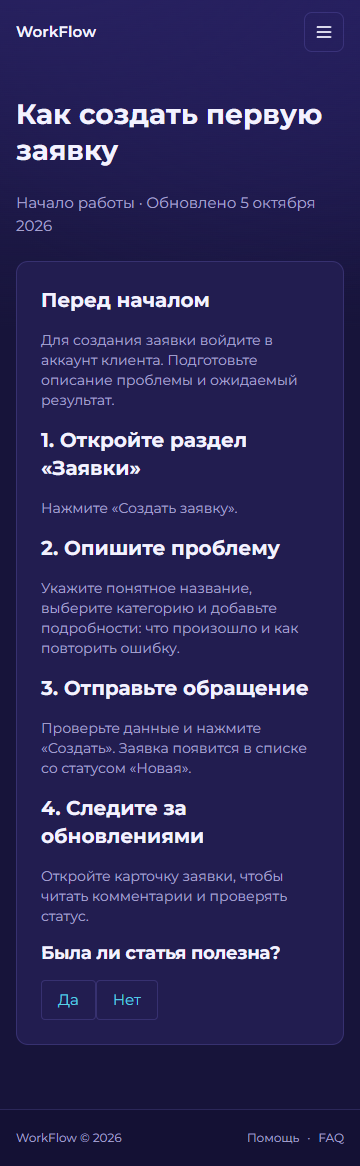 WorkFlow
Как создать первую
заявку
Начало работы · Обновлено 5 октября
2026
Перед началом
Для создания заявки войдите в
аккаунт клиента. Подготовьте
описание проблемы и ожидаемый
результат.
1. Откройте раздел
«Заявки»
Нажмите «Создать заявку».
2. Опишите проблему
Укажите понятное название,
выберите категорию и добавьте
подробности: что произошло и как
повторить ошибку.
3. Отправьте обращение
Проверьте данные и нажмите
«Создать». Заявка появится в списке
со статусом «Новая».
4. Следите за
обновлениями
Откройте карточку заявки, чтобы
читать комментарии и проверять
статус.
Была ли статья полезна?
Да Нет
WorkFlow © 2026 Помощь · FAQ